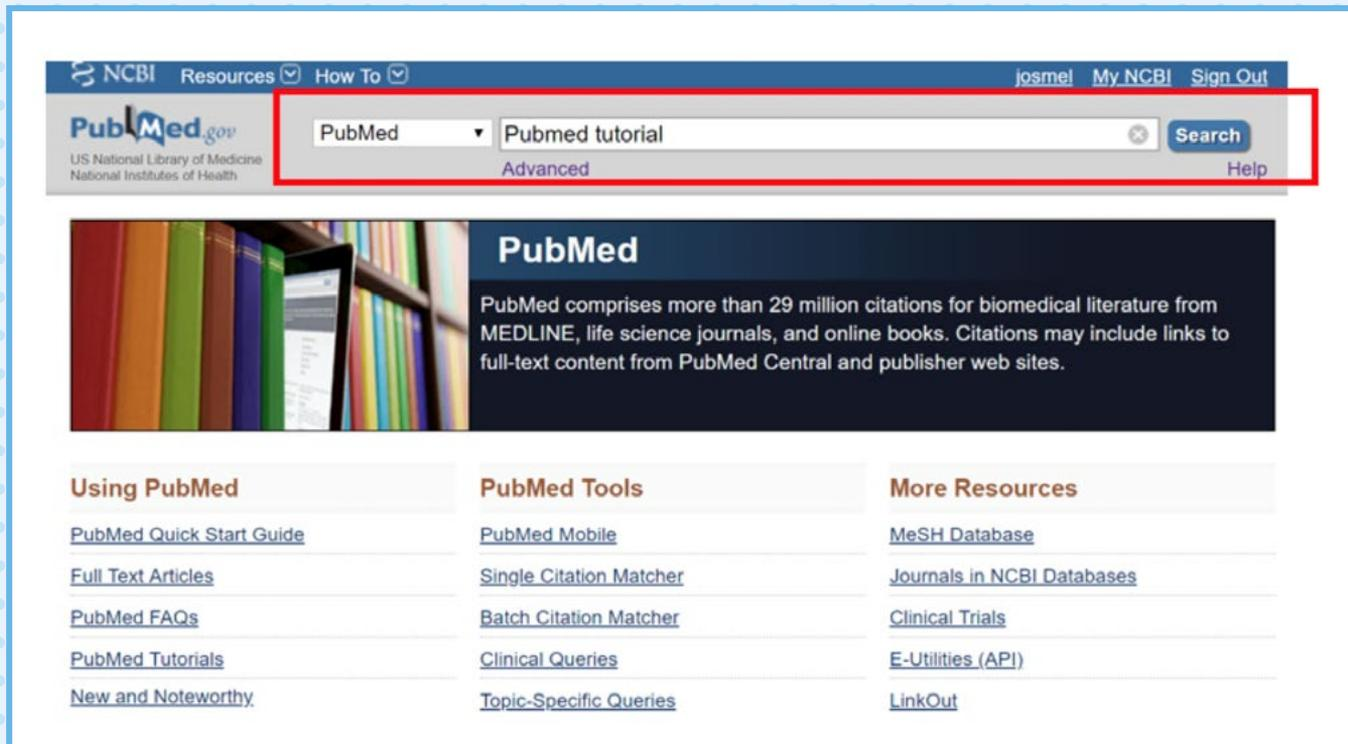 NCBI Resources How To josmel My NCBI Sign Out
PubMed.gov PubMed Pubmed tutorial Search
US National Library of Medicine
National Institutes of Health
Advanced Help
PubMed
PubMed comprises more than 29 million citations for biomedical literature from
MEDLINE, life science journals, and online books. Citations may include links to
full-text content from PubMed Central and publisher web sites.
Using PubMed
PubMed Quick Start Guide
Full Text Articles
PubMed FAQs
PubMed Tutorials
New and Noteworthy
PubMed Tools
PubMed Mobile
Single Citation Matcher
Batch Citation Matcher
Clinical Queries
Topic-Specific Queries
More Resources
MeSH Database
Journals in NCBI Databases
Clinical Trials
E-Utilities (API)
LinkOut